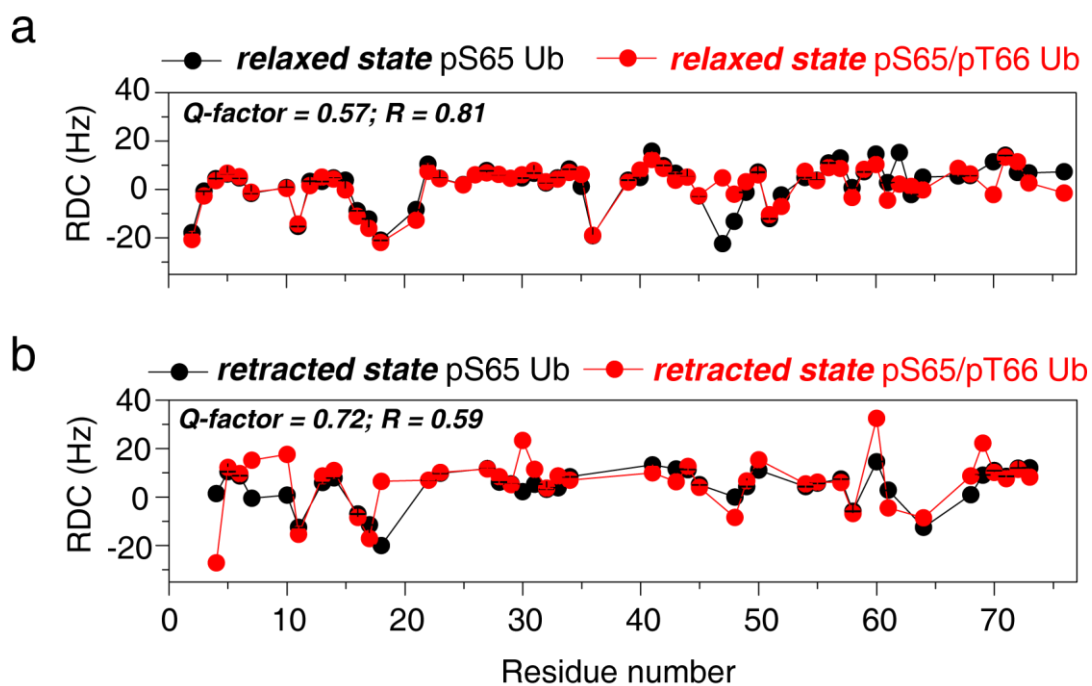 a
relaxed state pS65 Ub relaxed state pS65/pT66 Ub
Q-factor = 0.57; R = 0.81
RDC (Hz)
40
20
0
-20
b
retracted state pS65 Ub retracted state pS65/pT66 Ub
Q-factor = 0.72; R = 0.59
RDC (Hz)
40
20
0
-20
0 10 20 30 40 50 60 70
Residue number